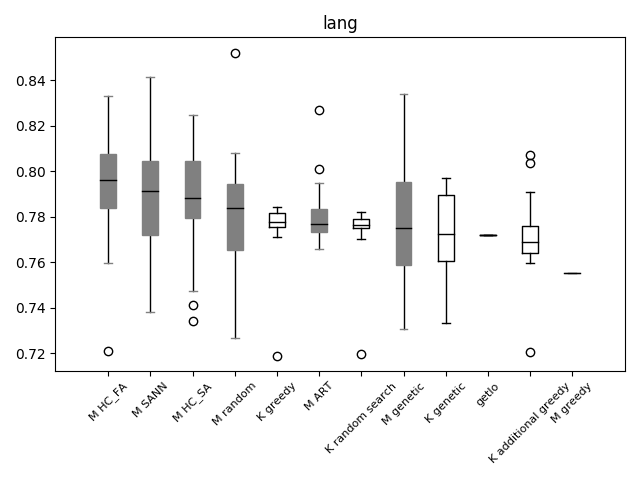 lang
0.84
0.82
0.80
0.78
0.76
0.74
0.72
M HC_FA
M SANN
M HC_SA
M random
K greedy
M ART
K random search
M genetic
K genetic
getlo
K additional greedy
M greedy